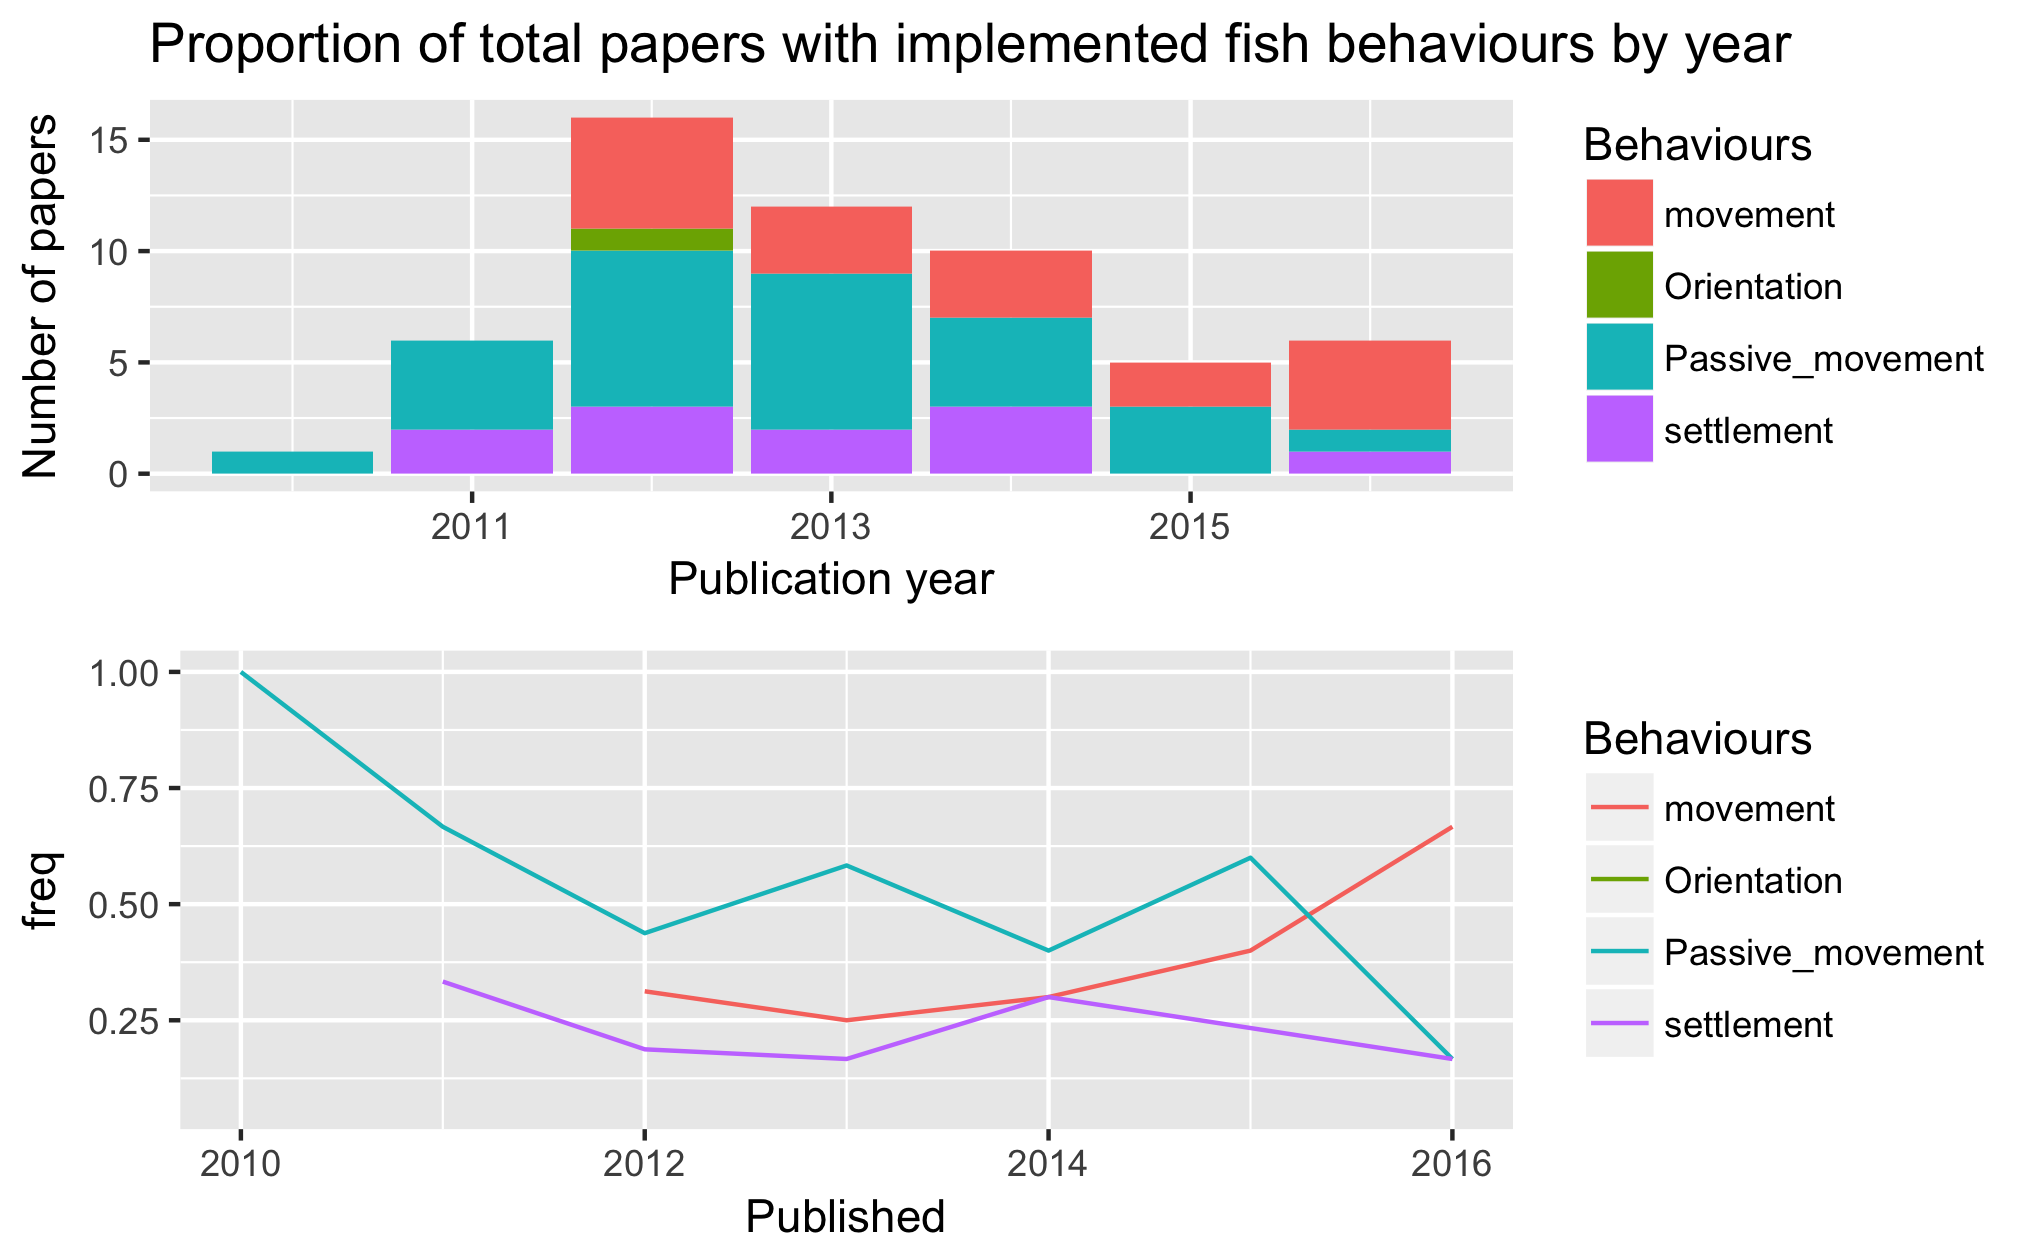 Proportion of total papers with implemented fish behaviours by year
Number of papers
15
10
5
0
2011 2013 2015
Publication year
Behaviours
movement
Orientation
Passive_movement
settlement
freq
1.00
0.75
0.50
0.25
2010 2012 2014 2016
Published
Behaviours
movement
Orientation
Passive_movement
settlement